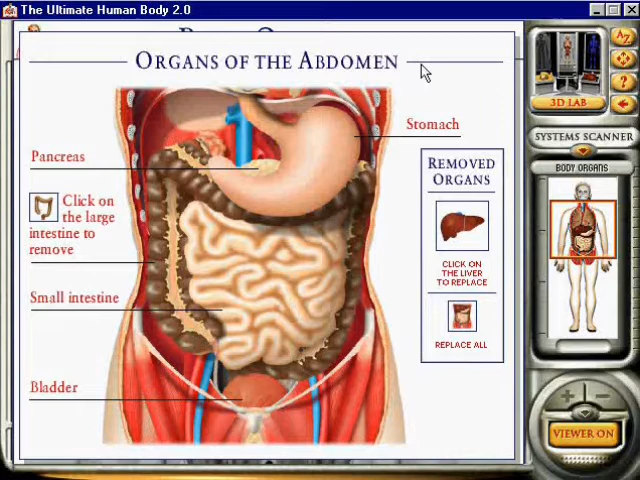 The Ultimate Human Body 2.0
ORGANS OF THE ABDOMEN
Stomach
Pancreas
Click on
the large
intestine to
remove
Small intestine
Bladder
REMOVED
ORGANS
CLICK ON
THE LIVER
TO REPLACE
REPLACE ALL
AZ
?
3D LAB
SYSTEMS SCANNER
BODY ORGANS
VIEWER ON